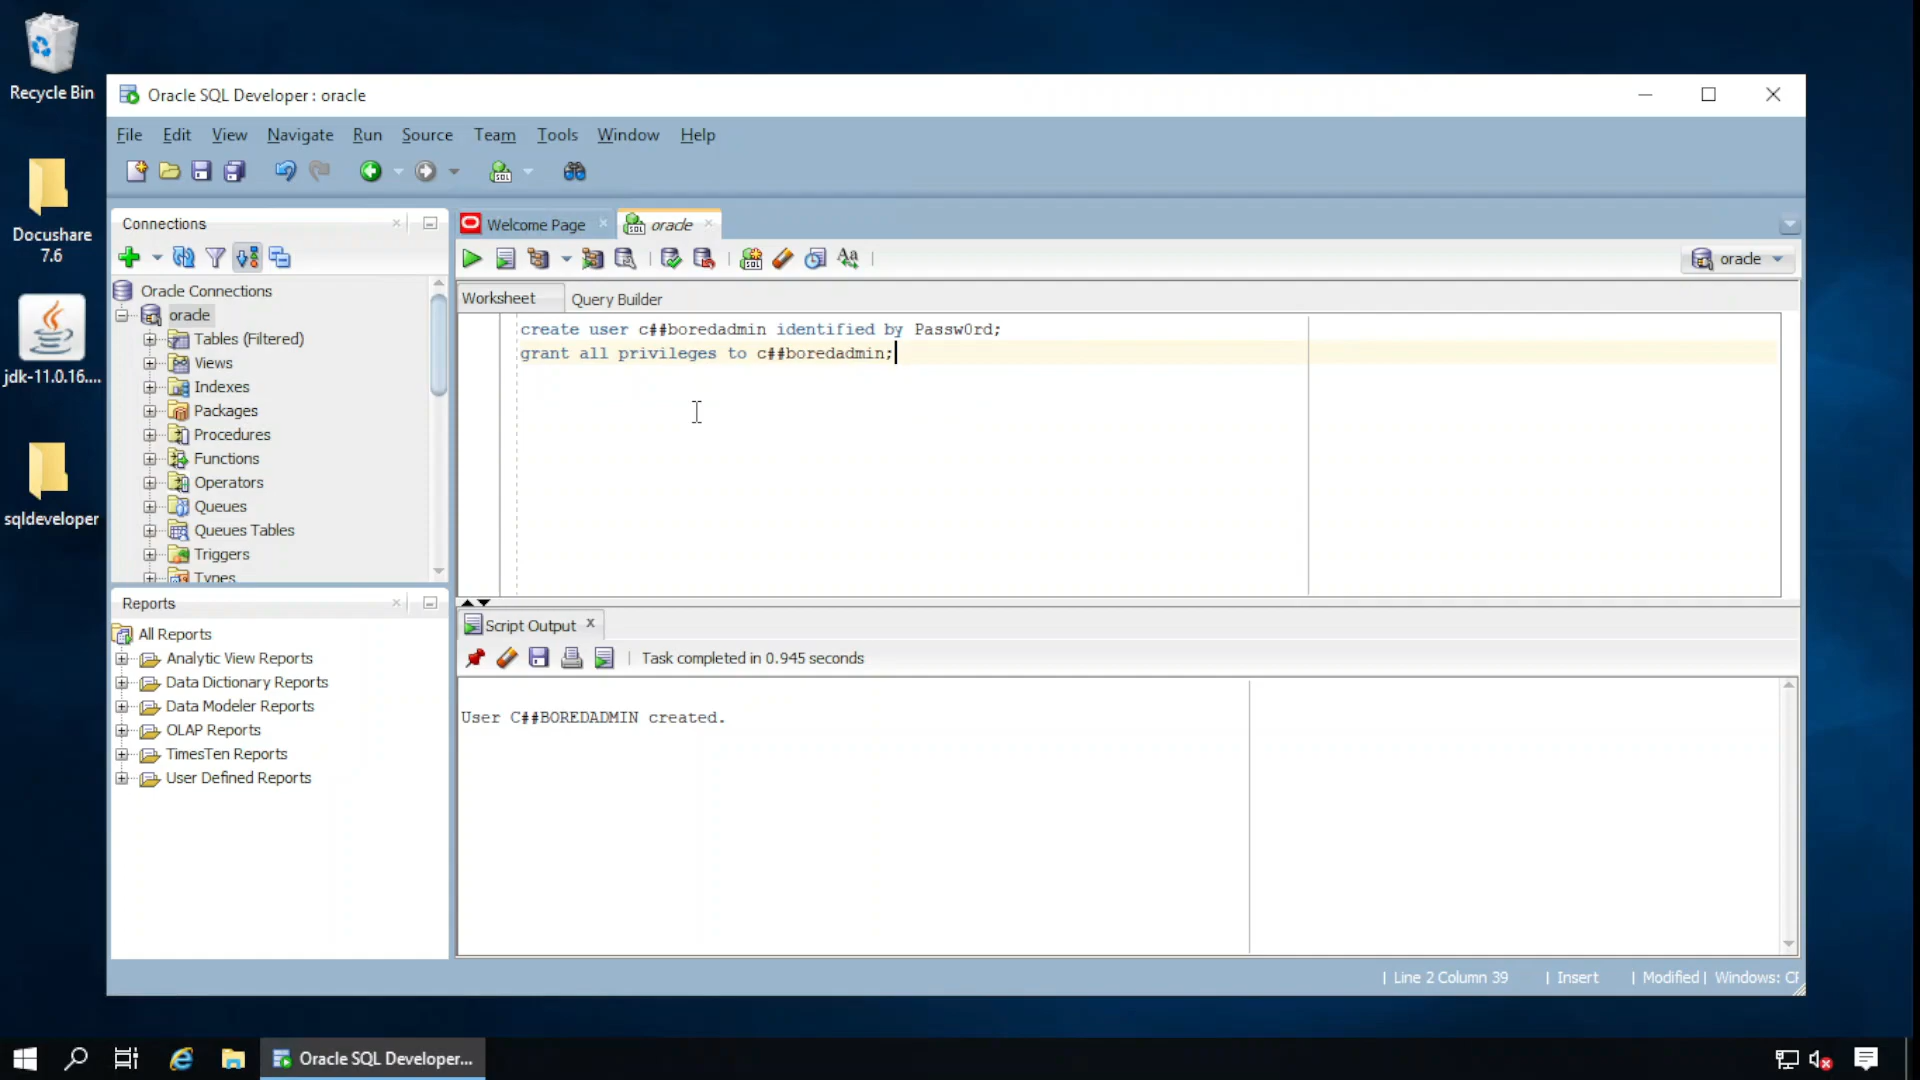 Recycle Bin
Docushare
7.6
jdk-11.0.16....
sqldeveloper
Oracle SQL Developer : oracle
File Edit View Navigate Run Source Team Tools Window Help
Connections
Oracle Connections
oracle
Tables (Filtered)
Views
Indexes
Packages
Procedures
Functions
Operators
Queues
Queues Tables
Triggers
Types
Reports
All Reports
Analytic View Reports
Data Dictionary Reports
Data Modeler Reports
OLAP Reports
TimesTen Reports
User Defined Reports
Welcome Page oracle
oracle
Worksheet Query Builder
create user c##boredadmin identified by Passw0rd;
grant all privileges to c##boredadmin;
Script Output
Task completed in 0.945 seconds
User C##BOREDADMIN created.
| Line 2 Column 39 | Insert | Modified | Windows: CF
Oracle SQL Developer...